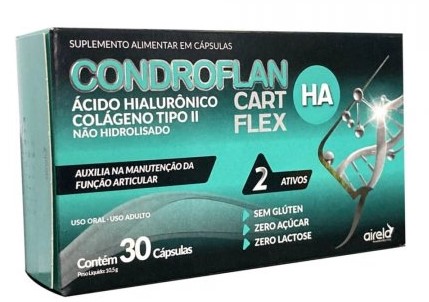 SUPLEMENTO ALIMENTAR EM CÁPSULAS
CONDROFLAN
CART
FLEX
HA
ÁCIDO HIALURÔNICO
COLÁGENO TIPO II
NÃO HIDROLISADO
AUXILIA NA MANUTENÇÃO DA
FUNÇÃO ARTICULAR
2 ATIVOS
USO ORAL - USO ADULTO
SEM GLÚTEN
ZERO AÇÚCAR
ZERO LACTOSE
Contém 30 Cápsulas
Peso Líquido: 10,5g
airela